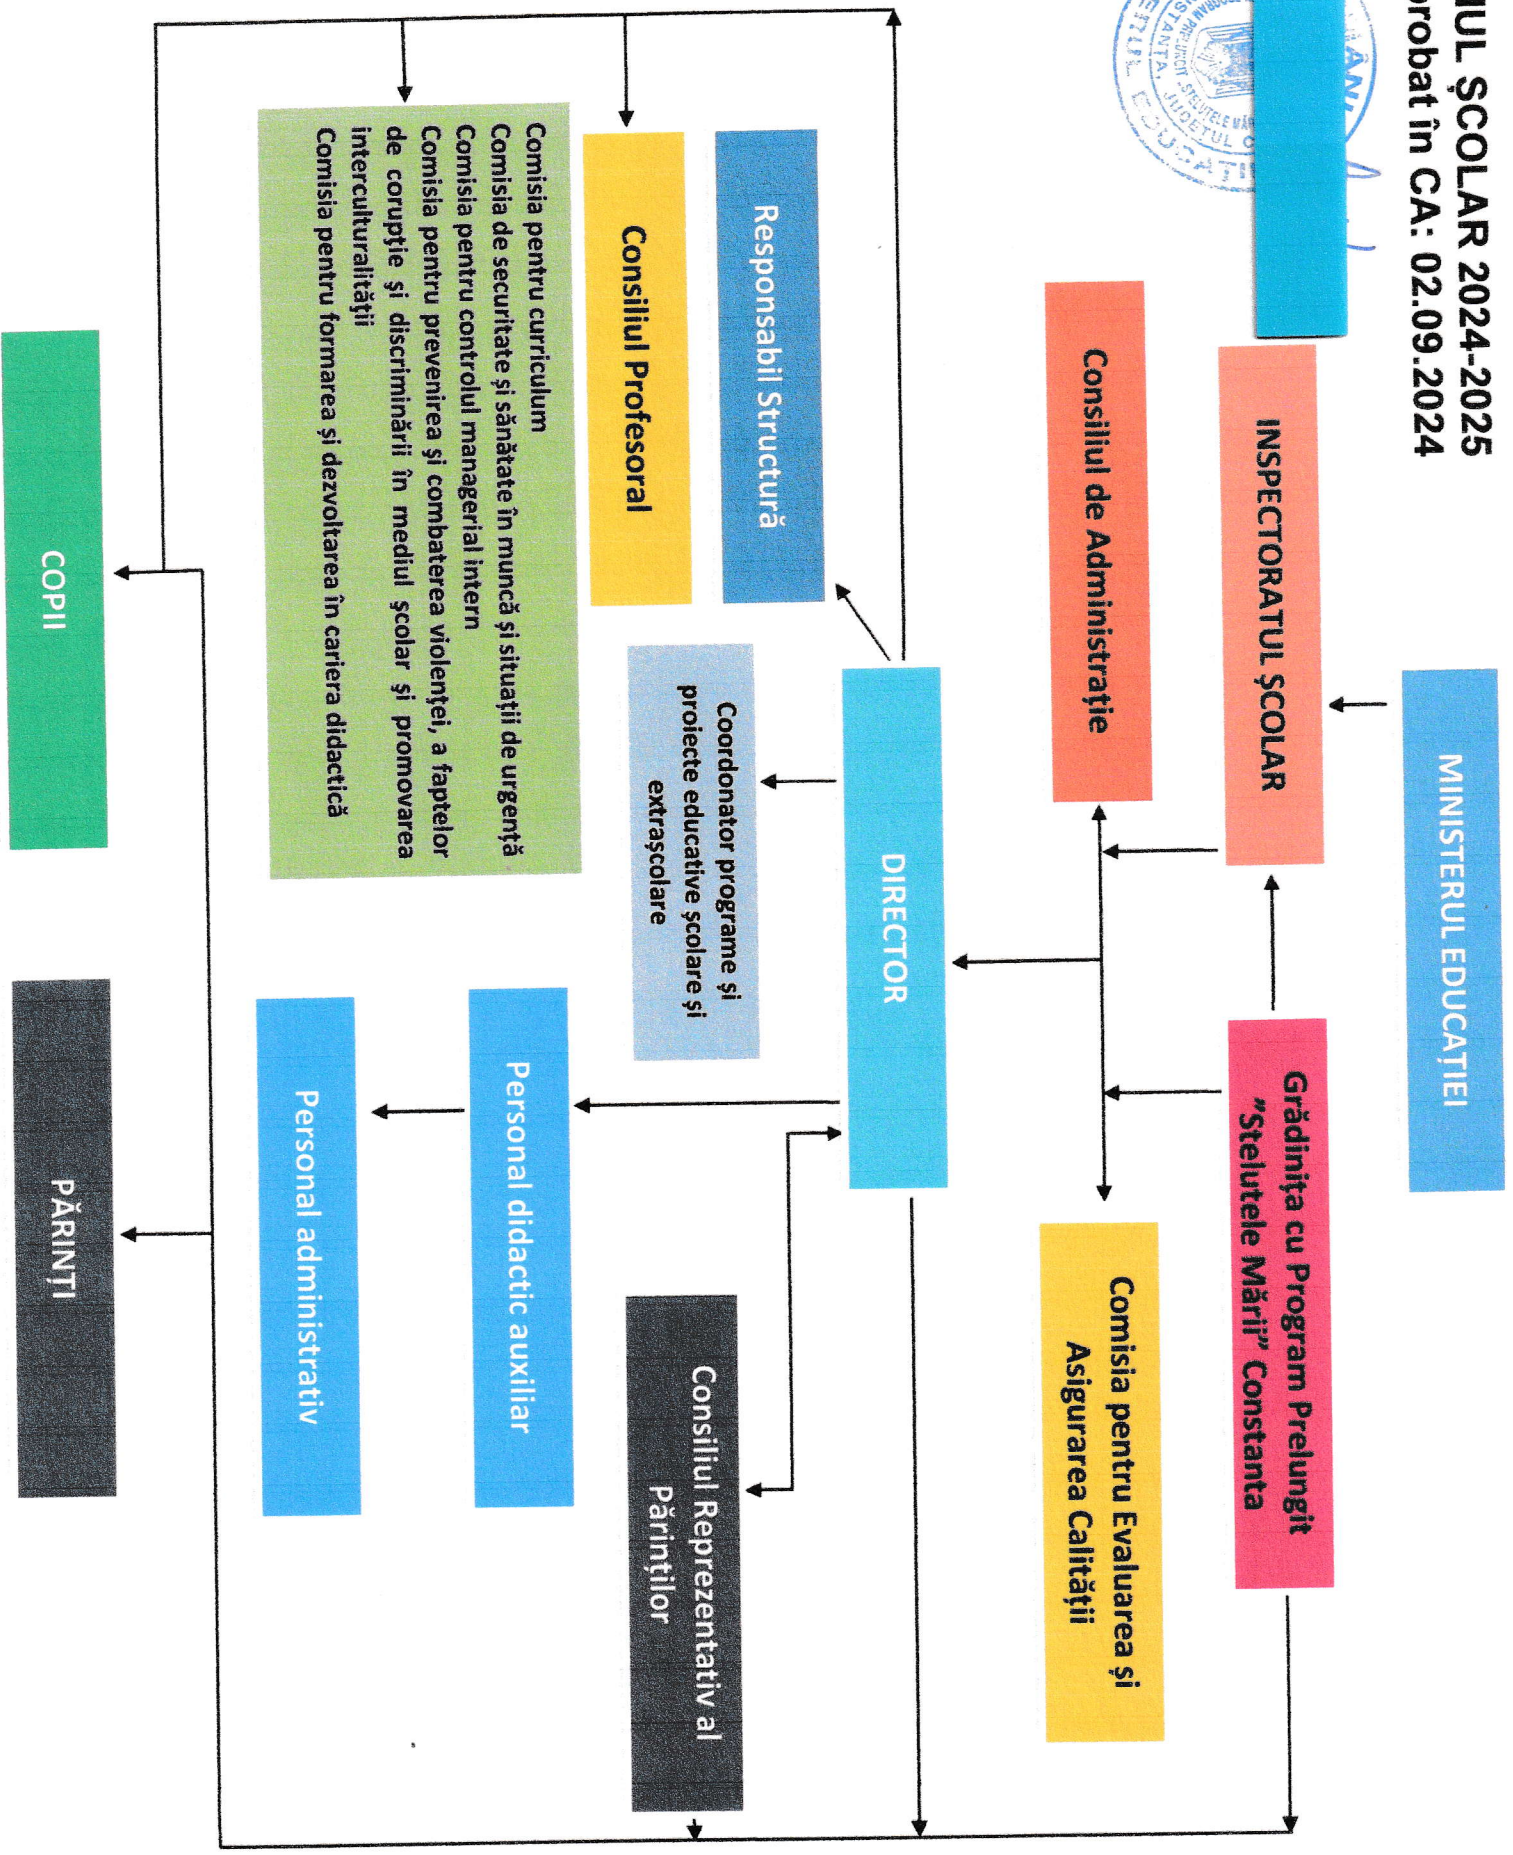 ȘCOLAR 2024-2025
în CA: 02.09.2024
MINISTERUL EDUCAȚIEI
INSPECTORATUL ȘCOLAR
Grădinița cu Program Prelungit
”Stelutele Mării” Constanta
Consiliul de Administrație
Comisia pentru Evaluarea și
Asigurarea Calității
DIRECTOR
Responsabil Structură
Coordonator programe și
proiecte educative școlare și
extrașcolare
Consiliul Reprezentativ al
Părinților
Consiliul Profesoral
Personal didactic auxiliar
Comisia pentru curriculum
Comisia de securitate și sănătate în muncă și situații de urgență
Comisia pentru controlul managerial intern
Comisia pentru prevenirea și combaterea violenței, a faptelor
de corupție și discriminării în mediul școlar și promovarea
interculturalității
Comisia pentru formarea și dezvoltarea în cariera didactică
Personal administrativ
COPII
PĂRINȚI